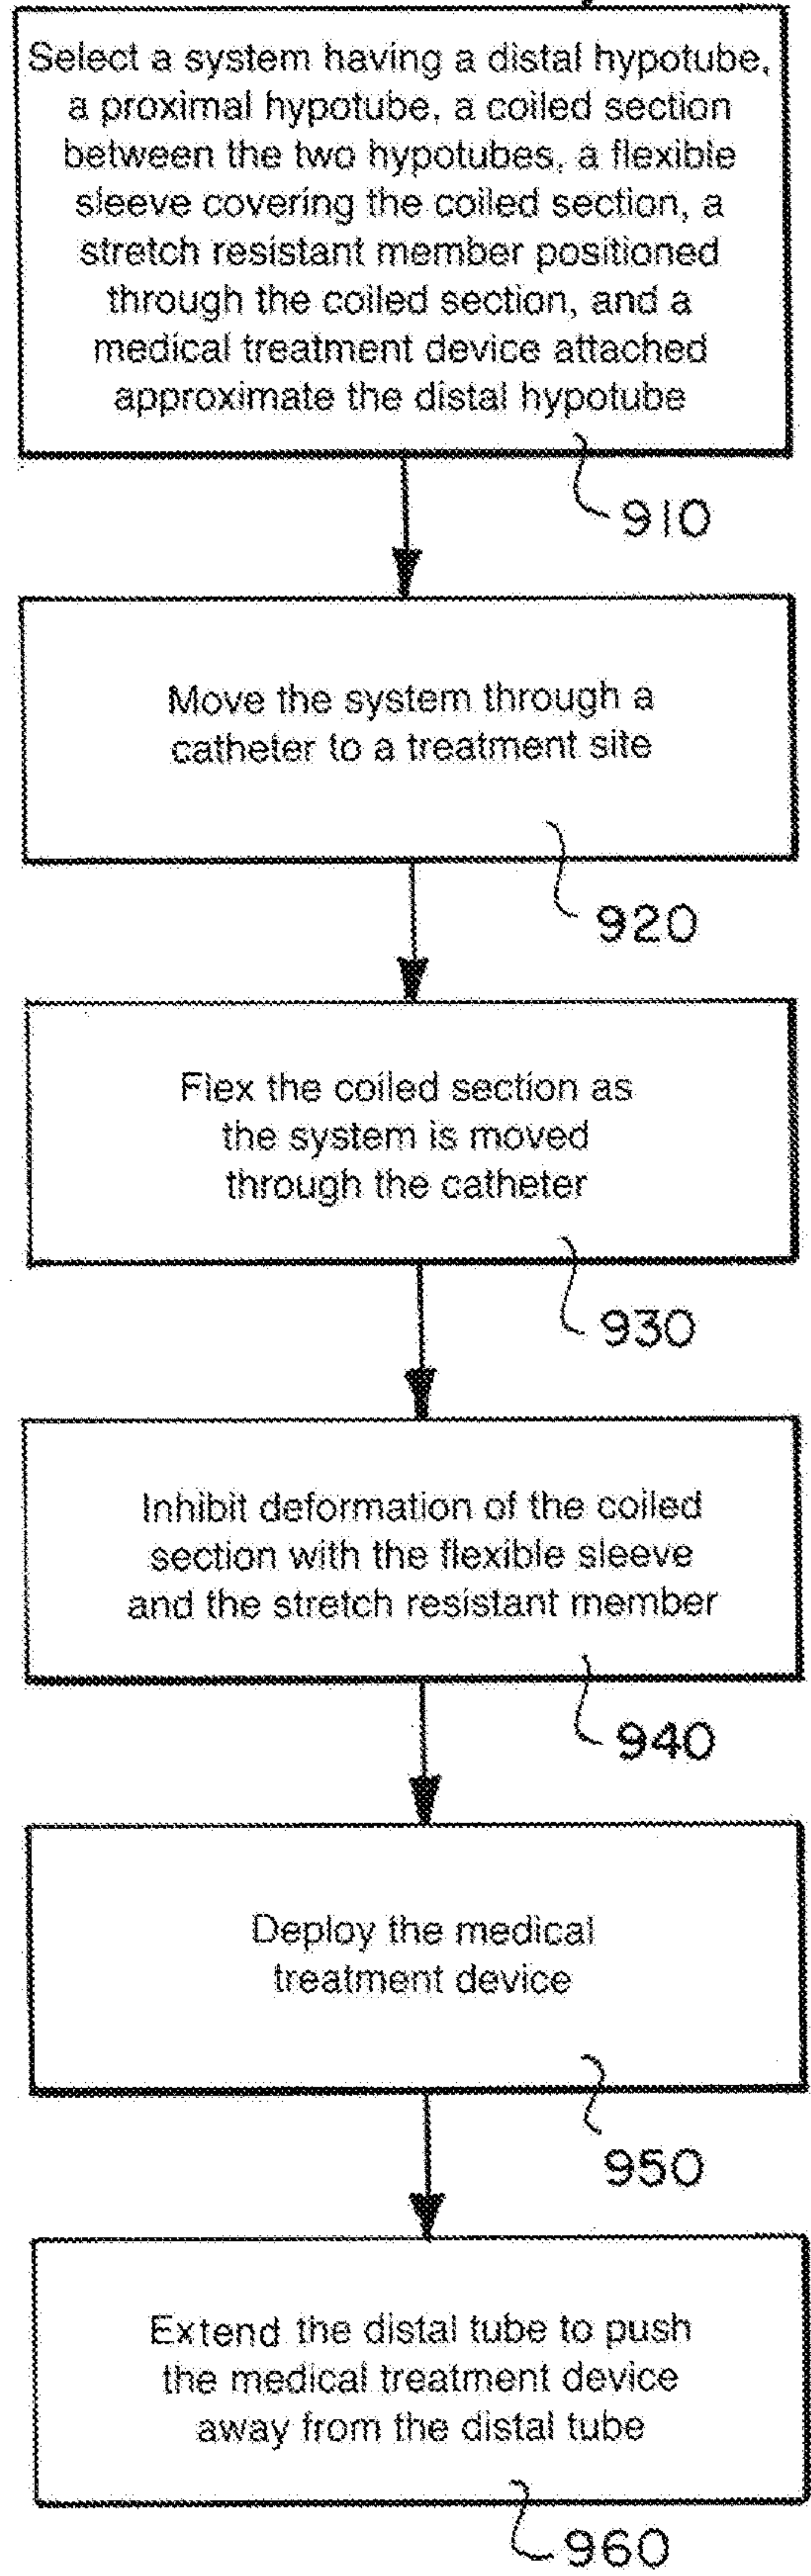 Select a system having a distal hypotube,
a proximal hypotube, a coiled section
between the two hypotubes, a flexible
sleeve covering the coiled section, a
stretch resistant member positioned
through the coiled section, and a
medical treatment device attached
approximate the distal hypotube
910
Move the system through a
catheter to a treatment site
920
Flex the coiled section as
the system is moved
through the catheter
930
Inhibit deformation of the coiled
section with the flexible sleeve
and the stretch resistant member
940
Deploy the medical
treatment device
950
Extend the distal tube to push
the medical treatment device
away from the distal tube
960